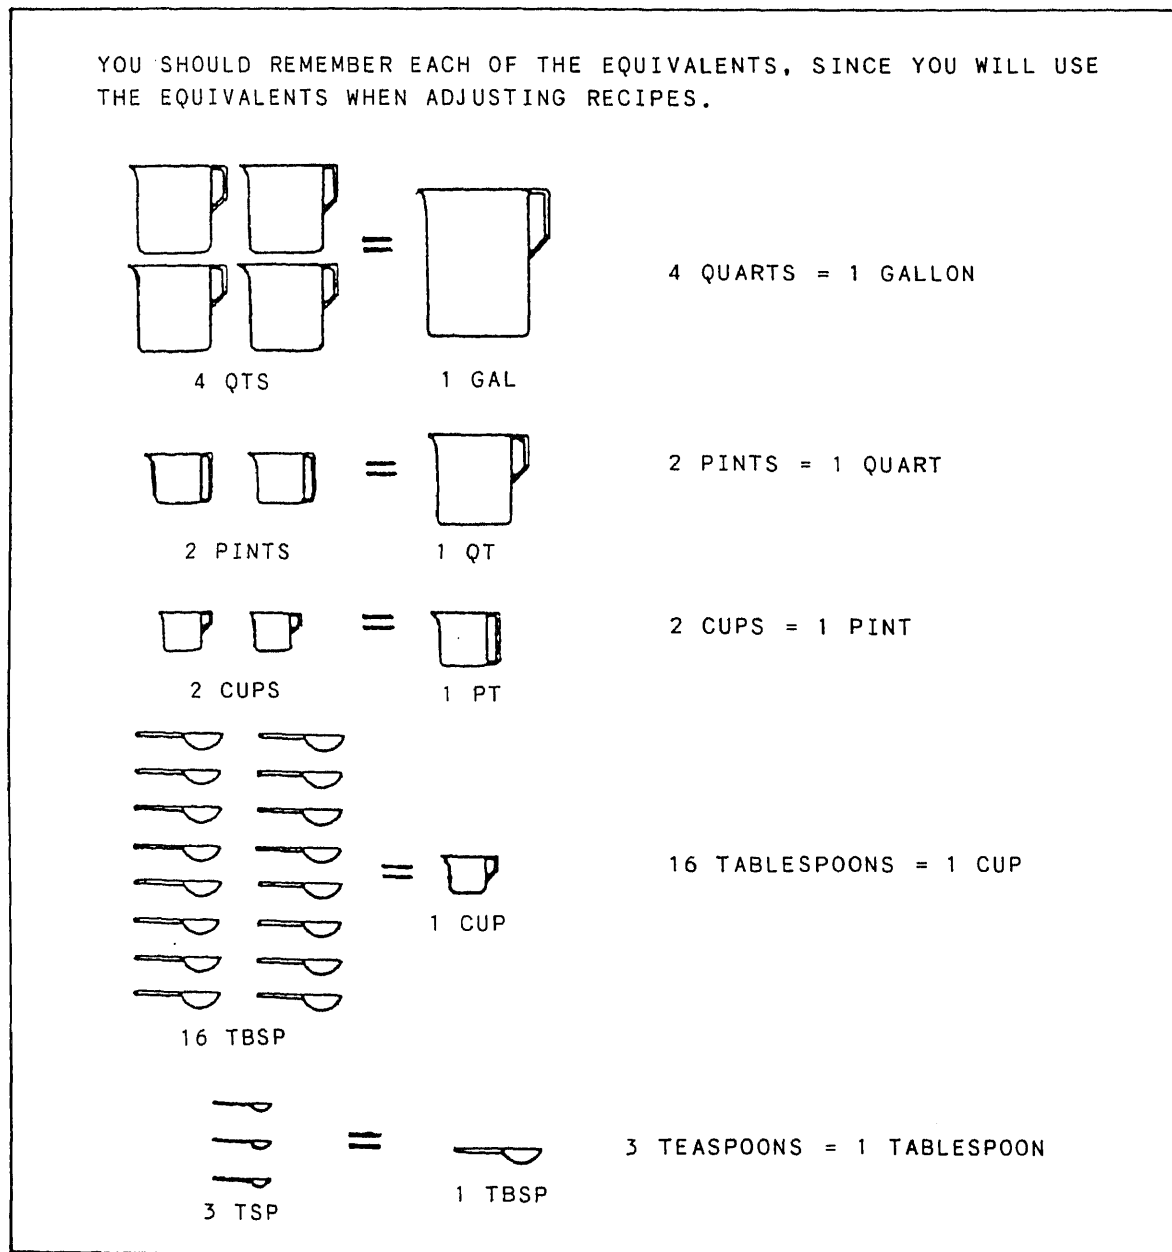 YOU SHOULD REMEMBER EACH OF THE EQUIVALENTS, SINCE YOU WILL USE
THE EQUIVALENTS WHEN ADJUSTING RECIPES.
=
4 QUARTS = 1 GALLON
4 QTS
1 GAL
=
2 PINTS = 1 QUART
2 PINTS
1 QT
=
2 CUPS = 1 PINT
2 CUPS
1 PT
=
16 TABLESPOONS = 1 CUP
1 CUP
16 TBSP
=
3 TEASPOONS = 1 TABLESPOON
3 TSP
1 TBSP